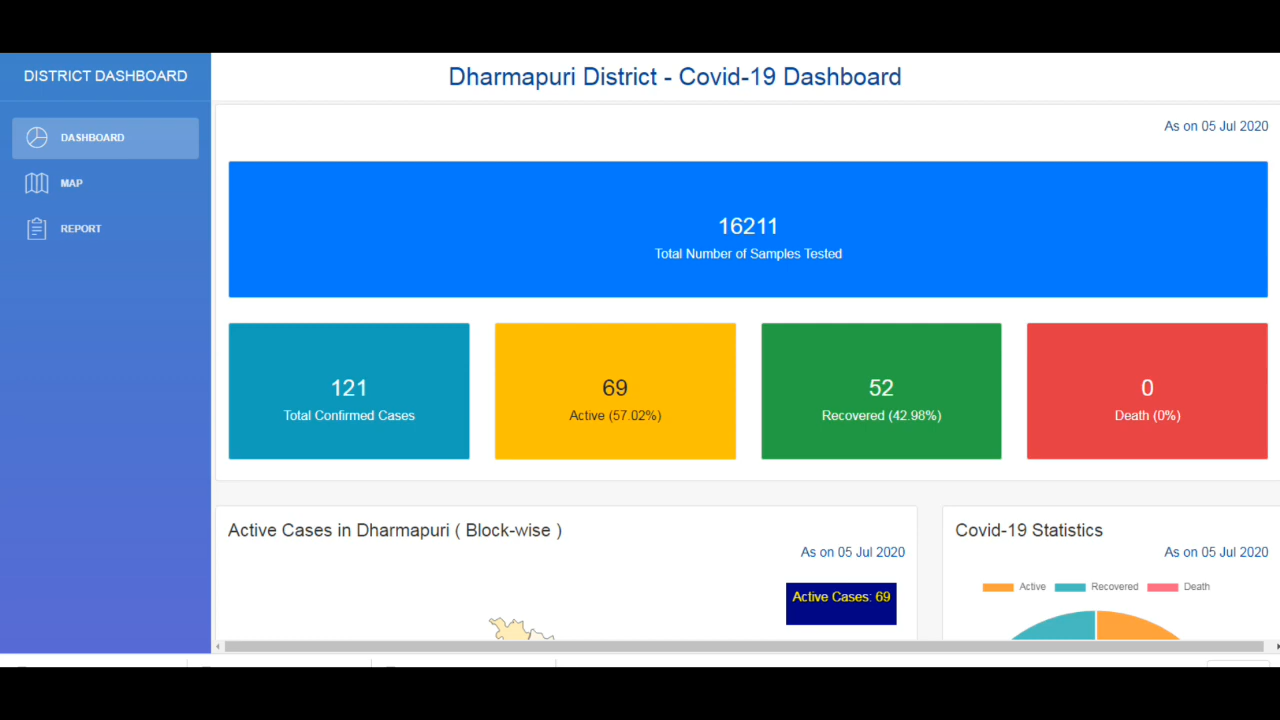 DISTRICT DASHBOARD
Dharmapuri District - Covid-19 Dashboard
DASHBOARD
MAP
REPORT
As on 05 Jul 2020
16211
Total Number of Samples Tested
121
Total Confirmed Cases
69
Active (57.02%)
52
Recovered (42.98%)
0
Death (0%)
Active Cases in Dharmapuri ( Block-wise )
As on 05 Jul 2020
Active Cases: 69
Covid-19 Statistics
As on 05 Jul 2020
Active Recovered Death